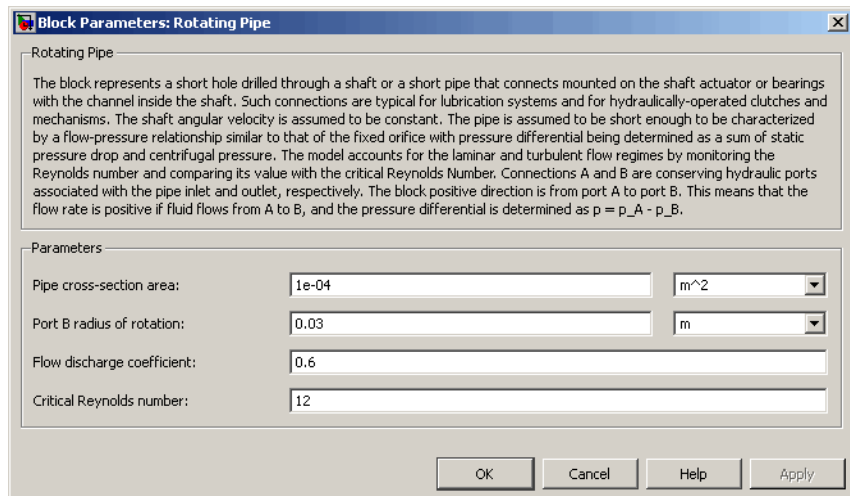 Block Parameters: Rotating Pipe
Rotating Pipe
The block represents a short hole drilled through a shaft or a short pipe that connects mounted on the shaft actuator or bearings
with the channel inside the shaft. Such connections are typical for lubrication systems and for hydraulically-operated clutches and
mechanisms. The shaft angular velocity is assumed to be constant. The pipe is assumed to be short enough to be characterized
by a flow-pressure relationship similar to that of the fixed orifice with pressure differential being determined as a sum of static
pressure drop and centrifugal pressure. The model accounts for the laminar and turbulent flow regimes by monitoring the
Reynolds number and comparing its value with the critical Reynolds Number. Connections A and B are conserving hydraulic ports
associated with the pipe inlet and outlet, respectively. The block positive direction is from port A to port B. This means that the
flow rate is positive if fluid flows from A to B, and the pressure differential is determined as p = p_A - p_B.
Parameters
Pipe cross-section area: 1e-04 m^2
Port B radius of rotation: 0.03 m
Flow discharge coefficient: 0.6
Critical Reynolds number: 12
OK Cancel Help Apply